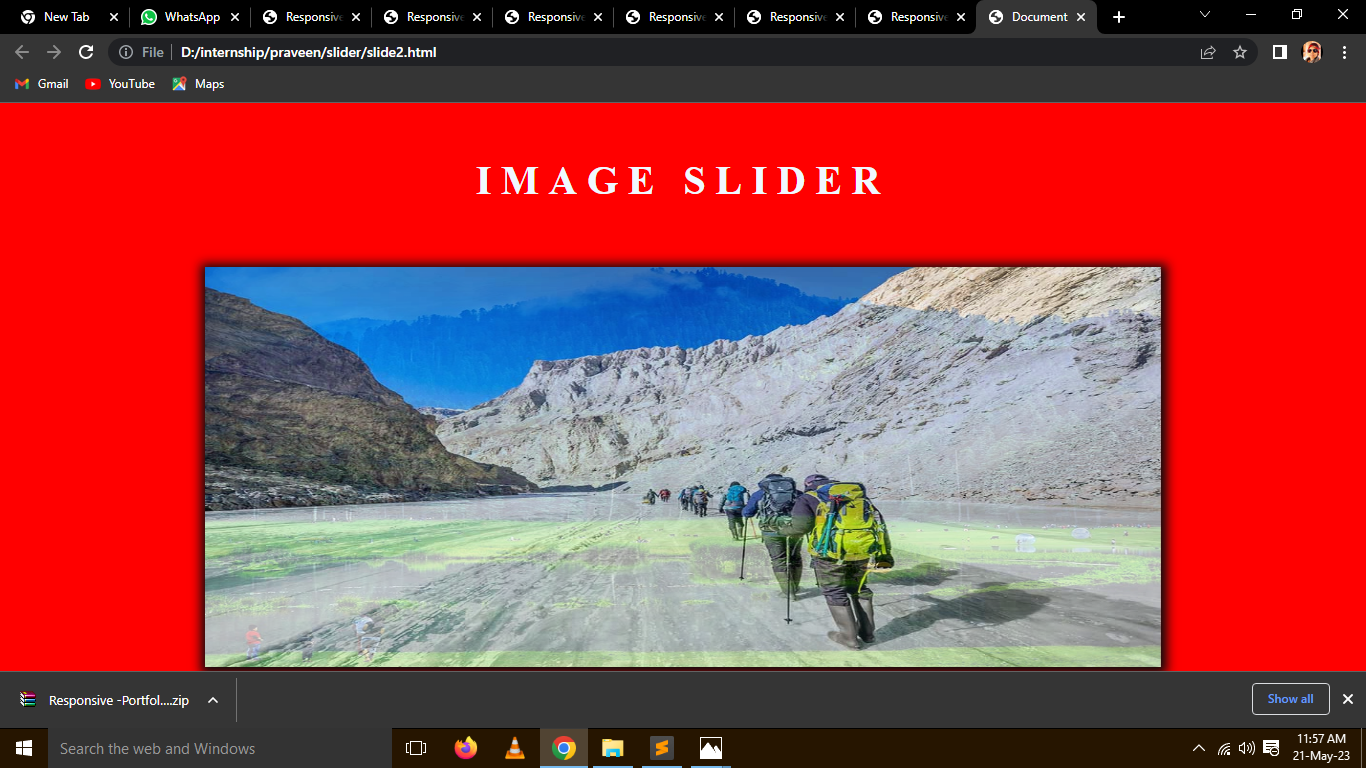 New Tab
WhatsApp
Responsive
Responsive
Responsive
Responsive
Responsive
Responsive
Document
File
D:/internship/praveen/slider/slide2.html
Gmail
YouTube
Maps
IMAGE SLIDER
Responsive -Portfol....zip
Show all
Search the web and Windows
11:57 AM
21-May-23